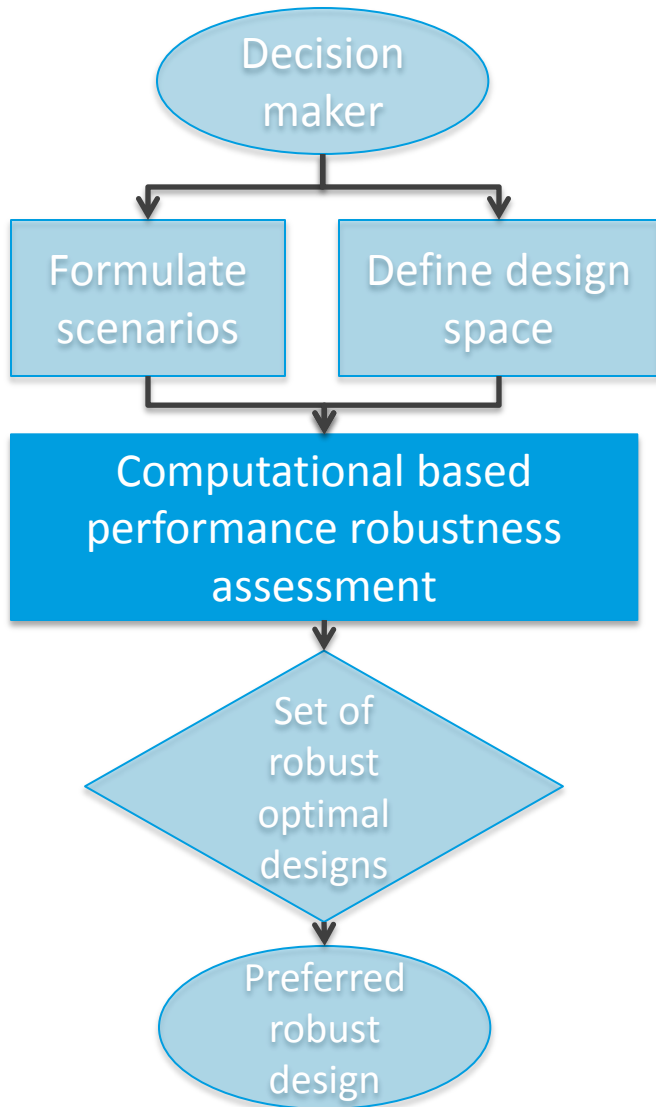 Decision
maker
Formulate
scenarios
Define design
space
Computational based
performance robustness
assessment
Set of
robust
optimal
designs
Preferred
robust
design